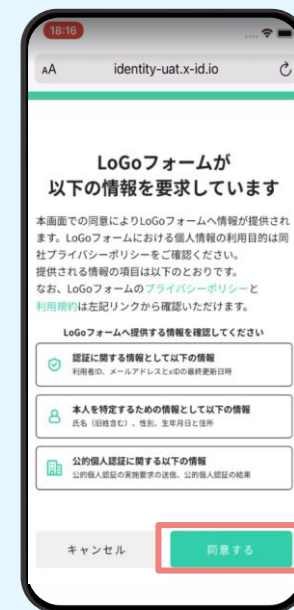 18:16
AA identity-uat.x-id.io
LoGoフォームが
以下の情報を要求しています
本画面での同意によりLoGoフォームへ情報が提供され
ます。LoGoフォームにおける個人情報の利用目的は同
社プライバシーポリシーをご確認ください。
提供される情報の項目は以下のとおりです。
なお、LoGoフォームのプライバシーポリシーと
利用規約は左記リンクから確認いただけます。
LoGoフォームへ提供する情報を確認してください
認証に関する情報として以下の情報
利用者ID、メールアドレスとxIDの最終更新日時
本人を特定するための情報として以下の情報
氏名（旧姓含む）、性別、生年月日と住所
公的個人認証に関する以下の情報
公的個人認証の実施要求の送信、公的個人認証の結果
キャンセル 同意する